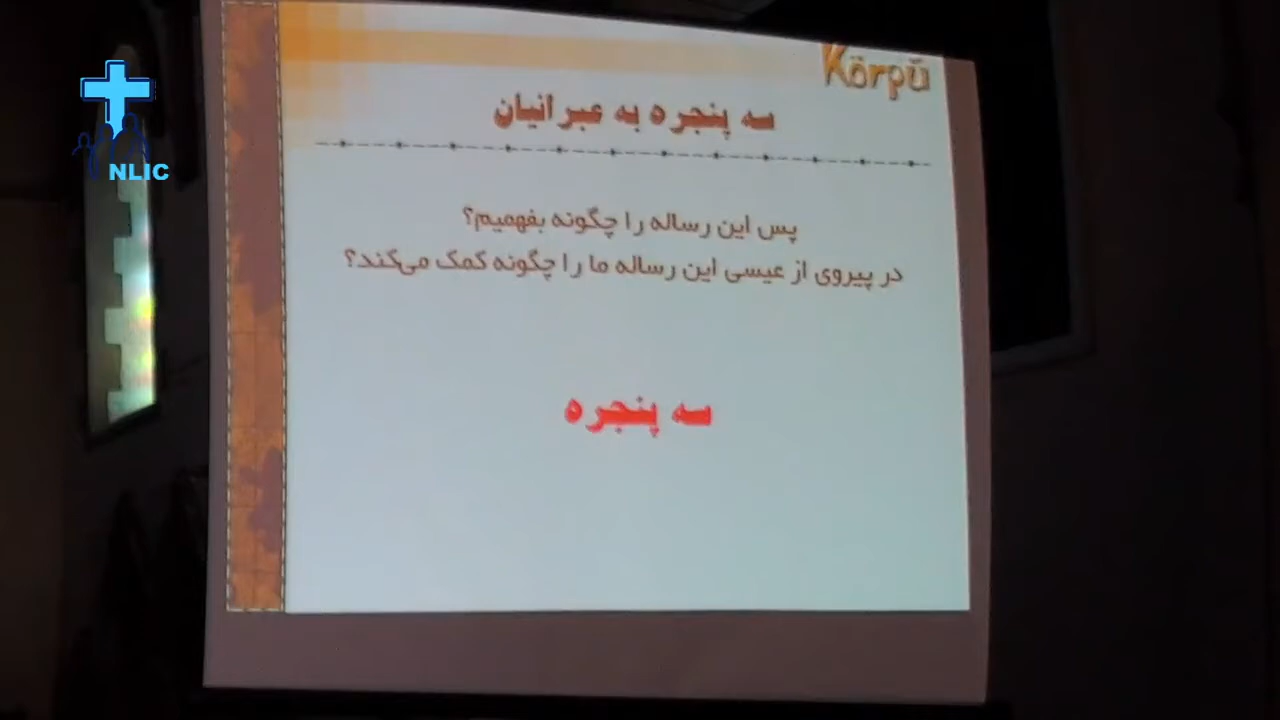 NLIC
Körpü
سه پنجره به عبرانیان
پس این رساله را چگونه بفهمیم؟
در پیروی از عیسی این رساله ما را چگونه کمک می‌کند؟
سه پنجره